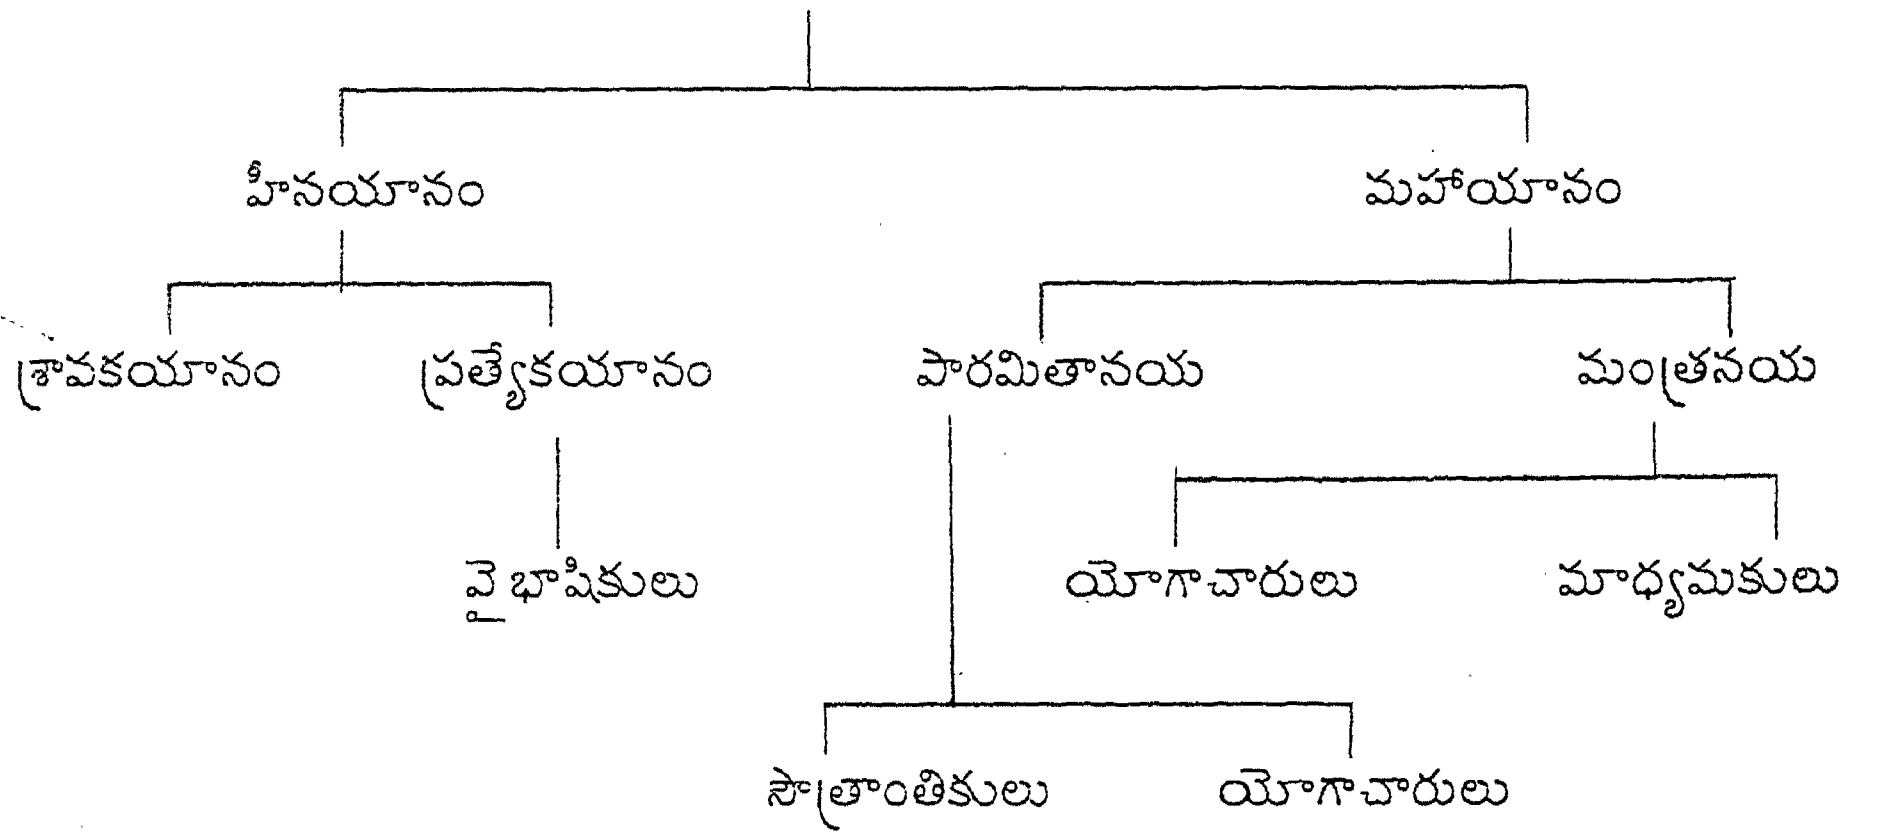 హీనయానం మహాయానం
శ్రావకయానం ప్రత్యేకయానం పారమితానయ మంత్రనయ
వైభాషికులు యోగాచారులు మాధ్యమకులు
సౌత్రాంతికులు యోగాచారులు